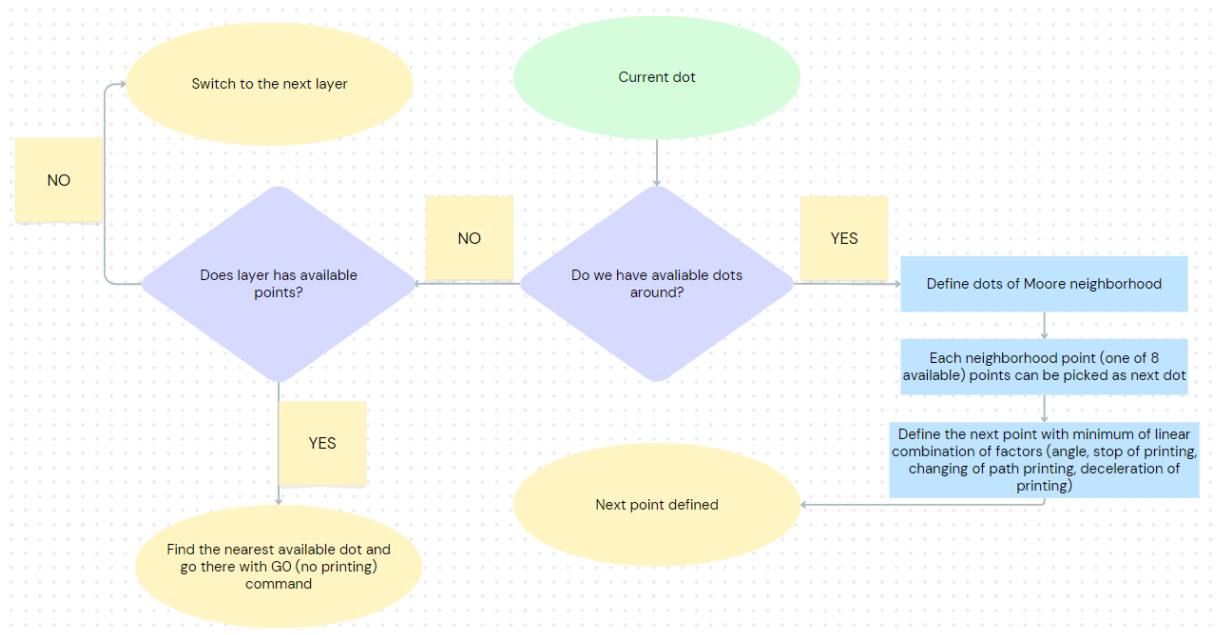 Switch to the next layer
Current dot
NO
NO
YES
Does layer has available
points?
Do we have avaliable dots
around?
Define dots of Moore neighborhood
Each neighborhood point (one of 8
available) points can be picked as next dot
YES
Define the next point with minimum of linear
combination of factors (angle, stop of printing,
changing of path printing, deceleration of
printing)
Next point defined
Find the nearest available dot and
go there with G0 (no printing)
command